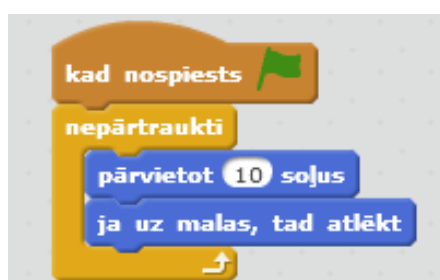 kad nospiests
nepārtraukti
pārvietot 10 soļus
ja uz malas, tad atlēkt